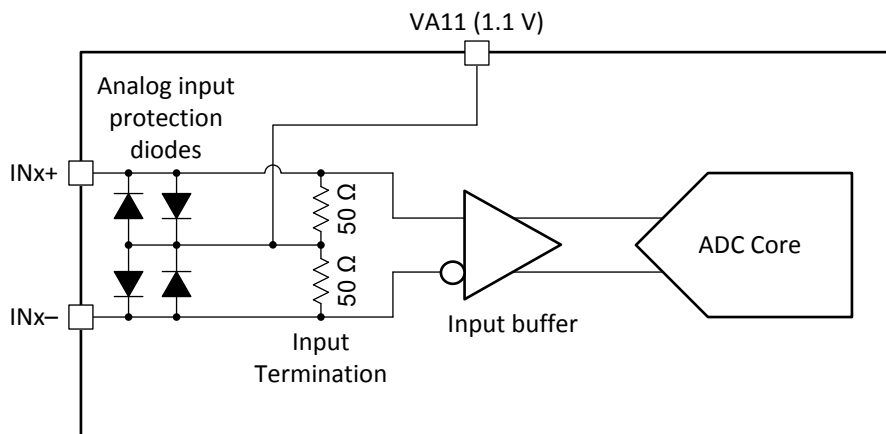 VA11 (1.1 V)
Analog input
protection
diodes
INx+
50 Ω
50 Ω
ADC Core
INx–
Input
Termination
Input buffer